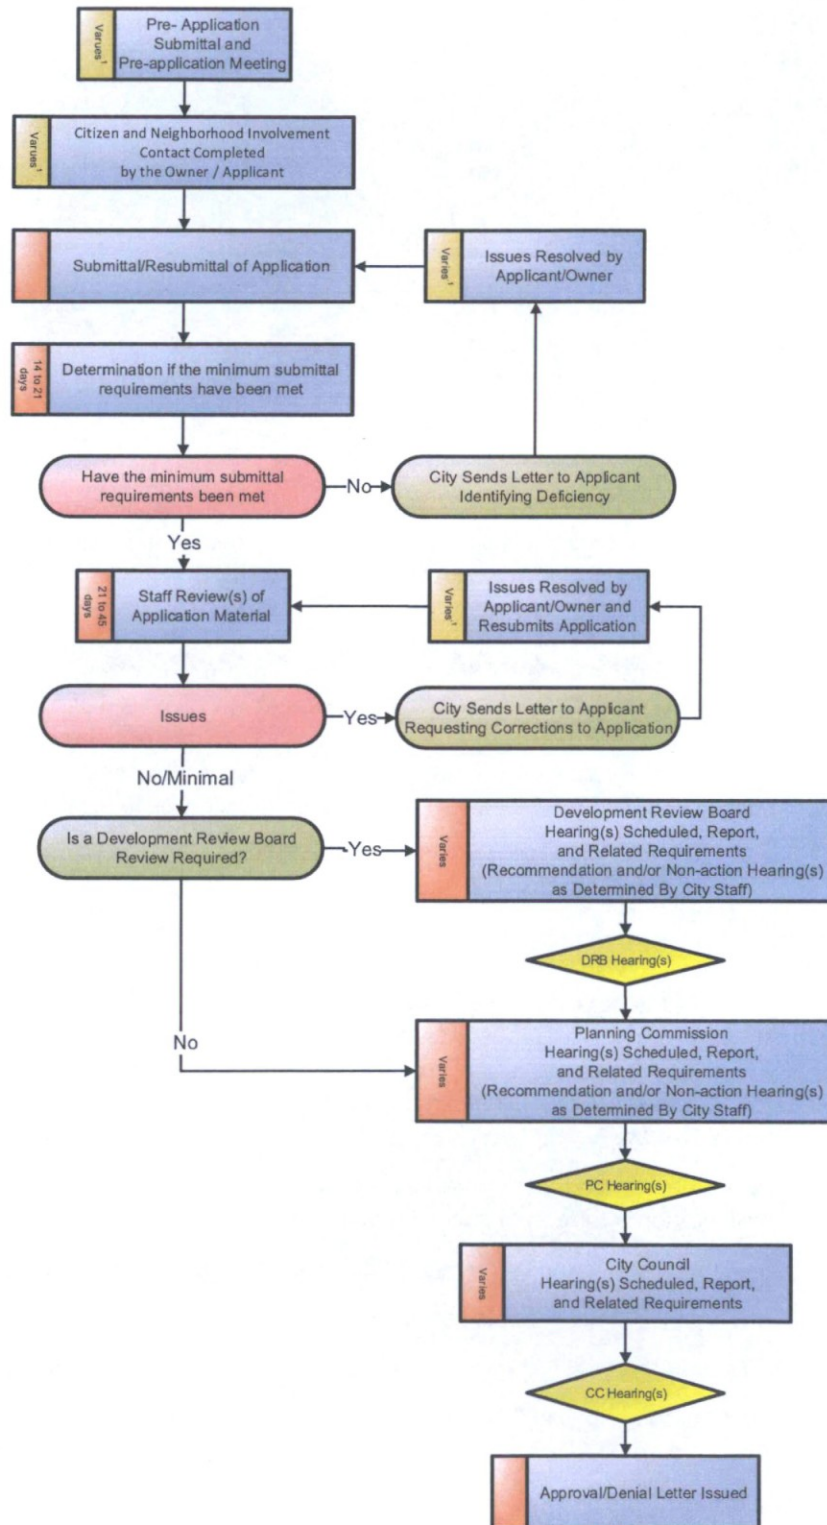 Pre- Application
Submittal and
Pre-application Meeting
Varues¹
Citizen and Neighborhood Involvement
Contact Completed
by the Owner / Applicant
Varues¹
Submittal/Resubmittal of Application
Issues Resolved by
Applicant/Owner
Varies¹
Determination if the minimum submittal
requirements have been met
14 to 21
days
Have the minimum submittal
requirements been met
No
City Sends Letter to Applicant
Identifying Deficiency
Yes
Staff Review(s) of
Application Material
21 to 45
days
Issues Resolved by
Applicant/Owner and
Resubmits Application
Varies¹
Issues
Yes
City Sends Letter to Applicant
Requesting Corrections to Application
No/Minimal
Is a Development Review Board
Review Required?
Yes
Development Review Board
Hearing(s) Scheduled, Report,
and Related Requirements
(Recommendation and/or Non-action Hearing(s)
as Determined By City Staff)
Varies
DRB Hearing(s)
No
Planning Commission
Hearing(s) Scheduled, Report,
and Related Requirements
(Recommendation and/or Non-action Hearing(s)
as Determined By City Staff)
Varies
PC Hearing(s)
City Council
Hearing(s) Scheduled, Report,
and Related Requirements
Varies
CC Hearing(s)
Approval/Denial Letter Issued